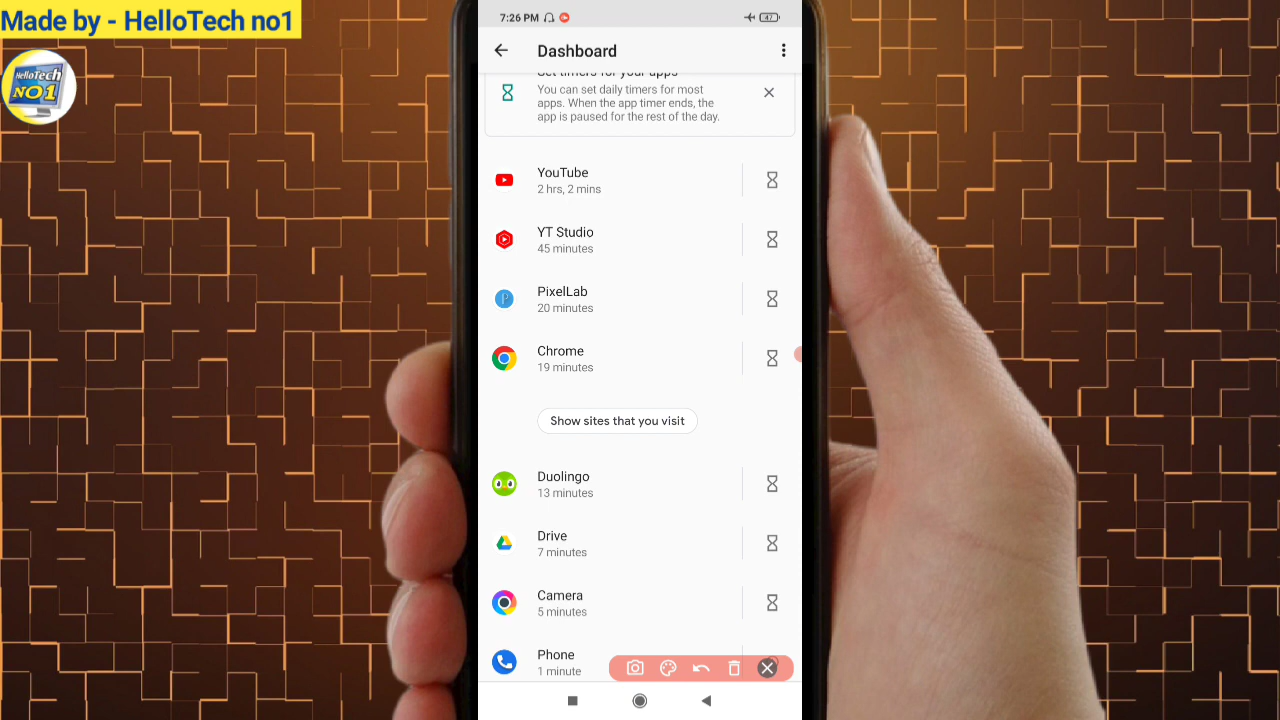 Made by - HelloTech no1
HelloTech
NO1
7:26 PM
47
Dashboard
Set timers for your apps
You can set daily timers for most
apps. When the app timer ends, the
app is paused for the rest of the day.
YouTube
2 hrs, 2 mins
YT Studio
45 minutes
PixelLab
20 minutes
Chrome
19 minutes
Show sites that you visit
Duolingo
13 minutes
Drive
7 minutes
Camera
5 minutes
Phone
1 minute